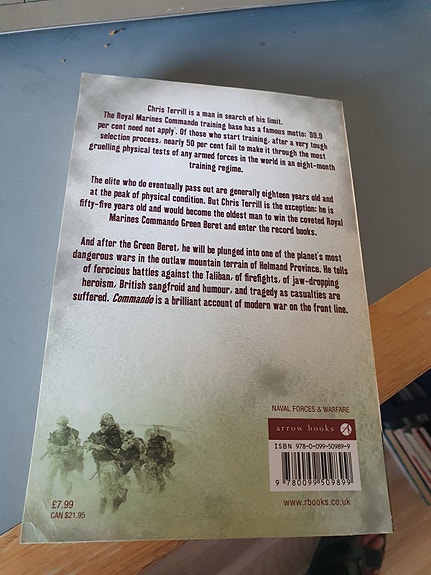 Chris Terrill is a man in search of his limit.
The Royal Marines Commando training base has a famous motto: '99.9
per cent need not apply'. Of those who start training, after a very tough
selection process, nearly 50 per cent fail to make it through the most
gruelling physical tests of any armed forces in the world in an eight-month
training regime.
The elite who do eventually pass out are generally eighteen years old and
at the peak of physical condition. But Chris Terrill is the exception: he is
fifty-five years old and would become the oldest man to win the coveted Royal
Marines Commando Green Beret and enter the record books.
And after the Green Beret, he will be plunged into one of the planet's most
dangerous wars in the outlaw mountain terrain of Helmand Province. He tells
of ferocious battles against the Taliban, of firefights, of jaw-dropping
heroism, British sangfroid and humour, and tragedy as casualties are
suffered. Commando is a brilliant account of modern war on the front line.
NAVAL FORCES & WARFARE
arrow books
ISBN 978-0-099-50989-9
9 780099 509899
£7.99
CAN $21.95
www.rbooks.co.uk